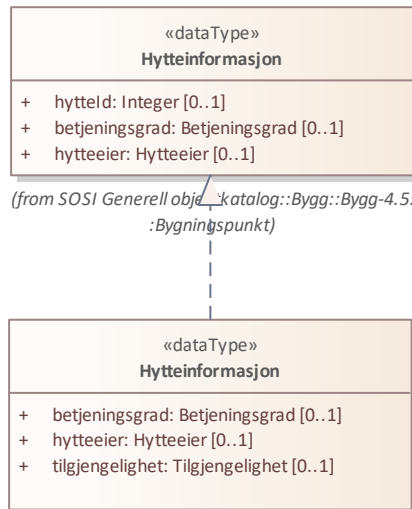 «dataType»
Hytteinformasjon
+ hytteId: Integer [0..1]
+ betjeningsgrad: Betjeningsgrad [0..1]
+ hytteeier: Hytteeier [0..1]
(from SOSI Generell objektkatalog::Bygg::Bygg-4.5:
:Bygningspunkt)
«dataType»
Hytteinformasjon
+ betjeningsgrad: Betjeningsgrad [0..1]
+ hytteeier: Hytteeier [0..1]
+ tilgjengelighet: Tilgjengelighet [0..1]